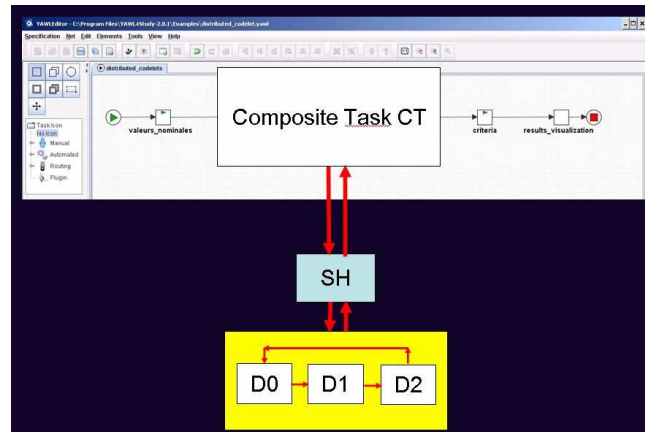 YAWLEditor - C:\Program Files\YAWL4Study-2.0.1\Examples\distributed_codelet.yawl
Specification Net Edit Elements Tools View Help
distributed_codelets
Composite Task CT
valeurs_nominales
criteria
results_visualization
Task Icon
No Icon
Manual
Automated
Routing
Plugin
SH
D0
D1
D2